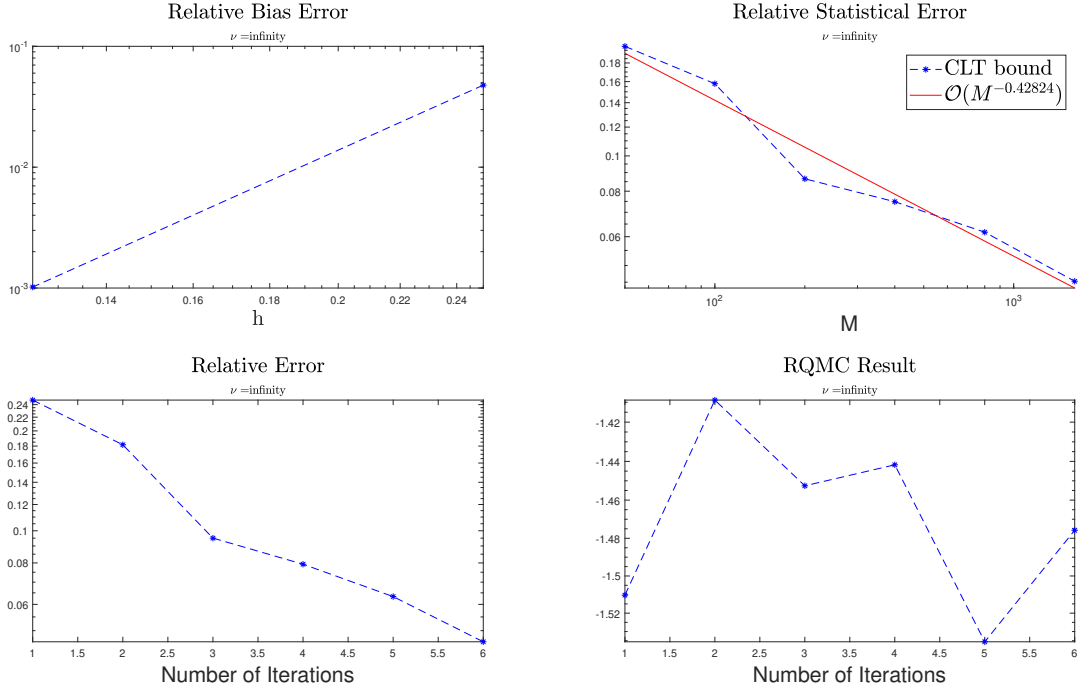 Relative Bias Error
ν =infinity
10^-1
10^-2
10^-3
0.14 0.16 0.18 0.2 0.22 0.24
h
Relative Statistical Error
ν =infinity
0.18
0.16
0.14
0.12
0.1
0.08
0.06
CLT bound
O(M^-0.42824)
10^2 10^3
M
Relative Error
ν =infinity
0.24
0.22
0.2
0.18
0.16
0.14
0.12
0.1
0.08
0.06
1 1.5 2 2.5 3 3.5 4 4.5 5 5.5 6
Number of Iterations
RQMC Result
ν =infinity
-1.42
-1.44
-1.46
-1.48
-1.5
-1.52
1 1.5 2 2.5 3 3.5 4 4.5 5 5.5 6
Number of Iterations